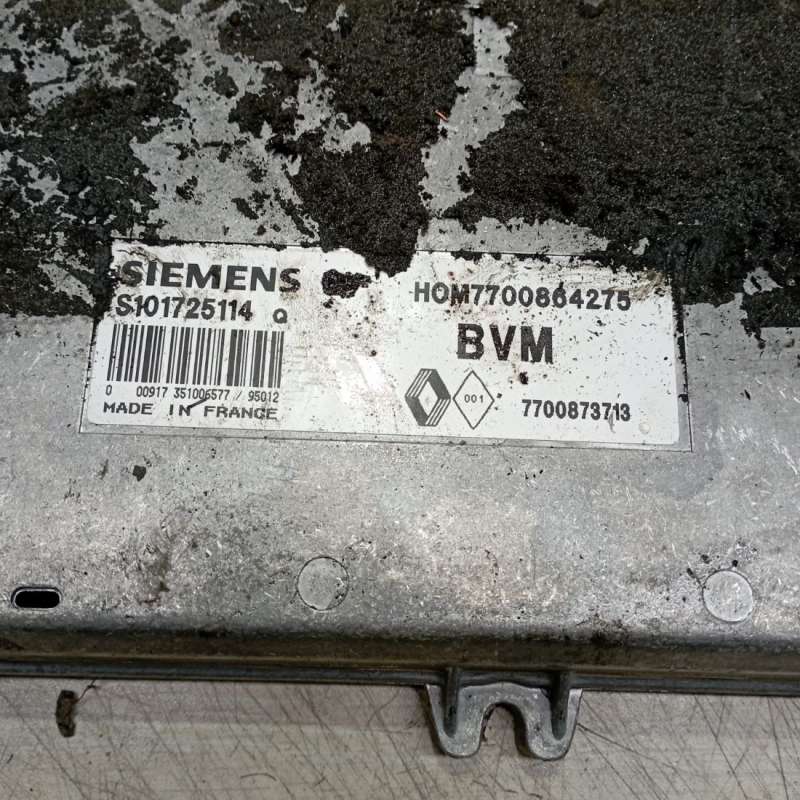 SIEMENS
S101725114 Q
0 00917 351006577 / 95012
MADE IN FRANCE
HOM7700864275
BVM
001
7700873713